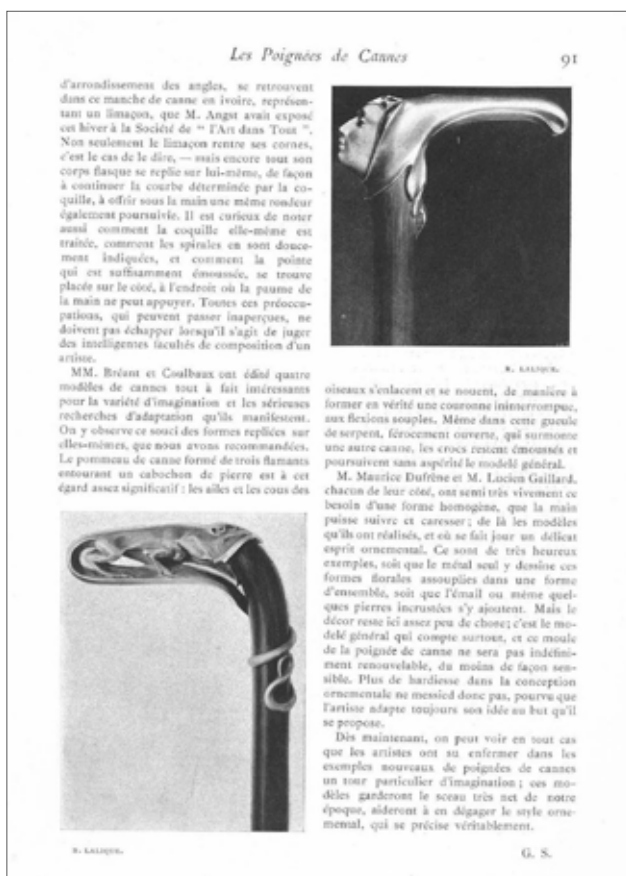 Les Poignées de Cannes
91
d'arrondissement des angles, se retrouvent
dans ce manche de canne en ivoire, représen-
tant un limaçon, que M. Angst avait exposé
cet hiver à la Société de “ l'Art dans Tout ”.
Non seulement le limaçon rentre ses cornes,
c'est le cas de le dire, — mais encore tout son
corps flasque se replie sur lui-même, de façon
à continuer la courbe déterminée par la co-
quille, à offrir sous la main une même rondeur
également poursuivie. Il est curieux de noter
aussi comment la coquille elle-même est
traitée, comment les spirales en sont douce-
ment indiquées, et comment la pointe
qui est suffisamment émoussée, se trouve
placée sur le côté, à l'endroit où la paume de
la main ne peut appuyer. Toutes ces préoccu-
pations, qui peuvent passer inaperçues, ne
doivent pas échapper lorsqu'il s'agit de juger
des intelligentes facultés de composition d'un
artiste.
MM. Bréant et Coulbaux ont édité quatre
modèles de cannes tout à fait intéressants
pour la variété d'imagination et les sérieuses
recherches d'adaptation qu'ils manifestent.
On y observe ce souci des formes repliées sur
elles-mêmes, que nous avons recommandées.
Le pommeau de canne formé de trois flamants
entourant un cabochon de pierre est à cet
égard assez significatif : les ailes et les cous des
R. LALIQUE.
R. LALIQUE.
oiseaux s'enlacent et se nouent, de manière à
former en vérité une couronne ininterrompue,
aux flexions souples. Même dans cette gueule
de serpent, férocement ouverte, qui surmonte
une autre canne, les crocs restent émoussés et
poursuivent sans aspérité le modelé général.
M. Maurice Dufrène et M. Lucien Gaillard,
chacun de leur côté, ont senti très vivement ce
besoin d'une forme homogène, que la main
puisse suivre et caresser ; de là les modèles
qu'ils ont réalisés, et où se fait jour un délicat
esprit ornemental. Ce sont de très heureux
exemples, soit que le métal seul y dessine ces
formes florales assouplies dans une forme
d'ensemble, soit que l'émail ou même quel-
ques pierres incrustées s'y ajoutent. Mais le
décor reste ici assez peu de chose; c'est le mo-
delé général qui compte surtout, et ce moule
de la poignée de canne ne sera pas indéfini-
ment renouvelable, du moins de façon sen-
sible. Plus de hardiesse dans la conception
ornementale ne messied donc pas, pourvu que
l'artiste adapte toujours son idée au but qu'il
se propose.
Dès maintenant, on peut voir en tout cas
que les artistes ont su enfermer dans les
exemples nouveaux de poignées de cannes
un tour particulier d'imagination ; ces mo-
dèles garderont le sceau très net de notre
époque, aideront à en dégager le style orne-
mental, qui se précise véritablement.
G. S.